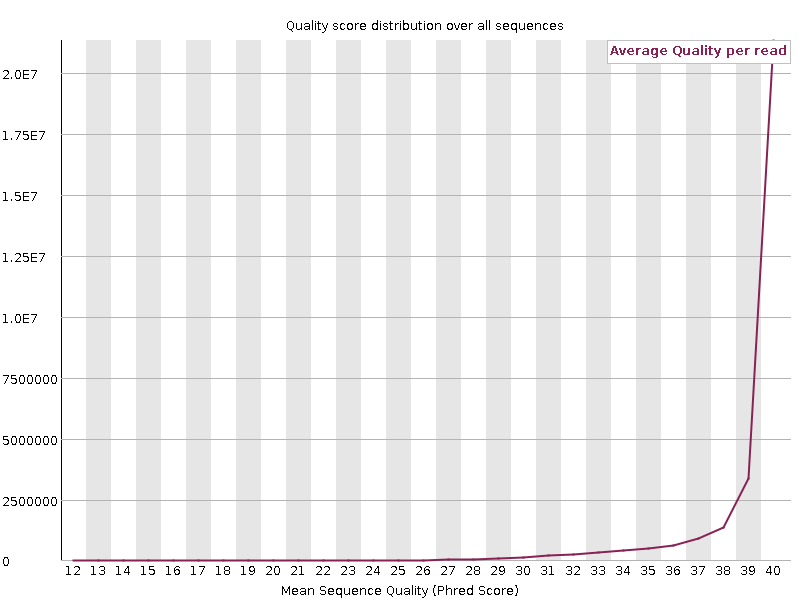 Quality score distribution over all sequences
Average Quality per read
2.0E7
1.75E7
1.5E7
1.25E7
1.0E7
7500000
5000000
2500000
0
12 13 14 15 16 17 18 19 20 21 22 23 24 25 26 27 28 29 30 31 32 33 34 35 36 37 38 39 40
Mean Sequence Quality (Phred Score)